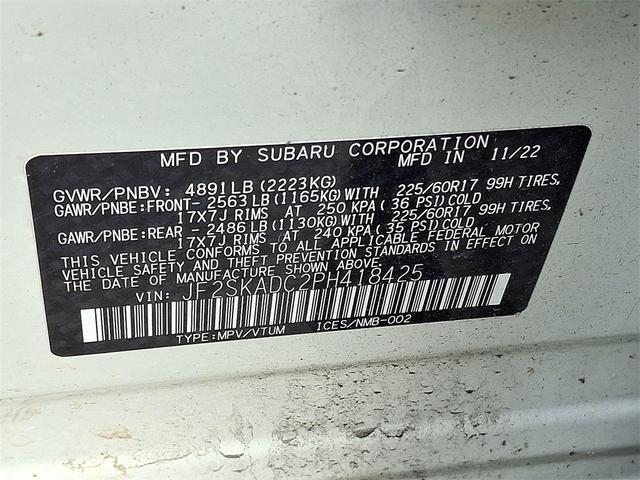 MFD BY SUBARU CORPORATION
MFD IN 11/22
GVWR/PNBV: 4891LB (2223KG)
GAWR/PNBE:FRONT- 2563LB (1165KG)WITH 225/60R17 99H TIRES,
17X7J RIMS AT 250 KPA ( 36 PSI)COLD
GAWR/PNBE:REAR - 2486LB (1130KG)WITH 225/60R17 99H TIRES,
17X7J RIMS AT 240 KPA ( 35 PSI)COLD
THIS VEHICLE CONFORMS TO ALL APPLICABLE FEDERAL MOTOR
VEHICLE SAFETY AND THEFT PREVENTION STANDARDS IN EFFECT ON
THE DATE OF MANUFACTURE SHOWN ABOVE.
VIN: JF2SKADC2PH418425
TYPE:MPV/VTUM ICES/NMB-002